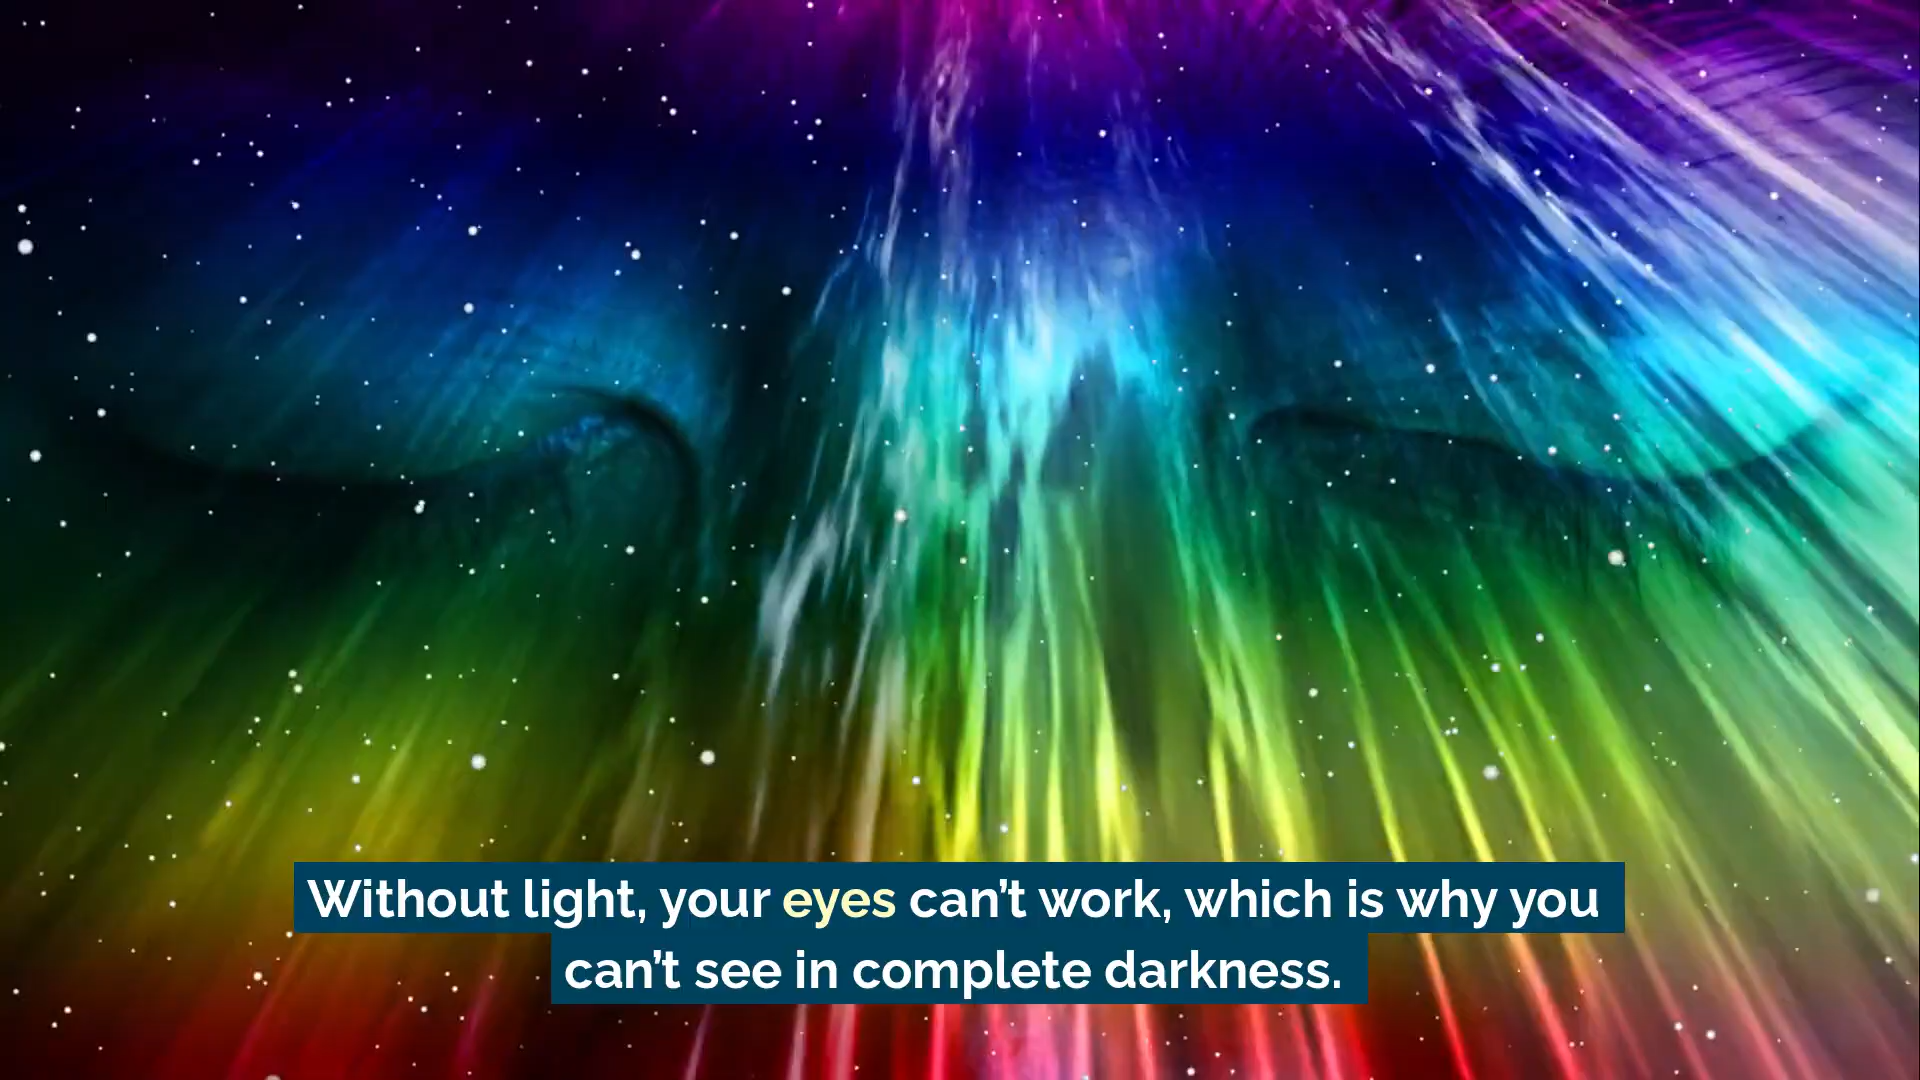 Without light, your eyes can’t work, which is why you
can’t see in complete darkness.